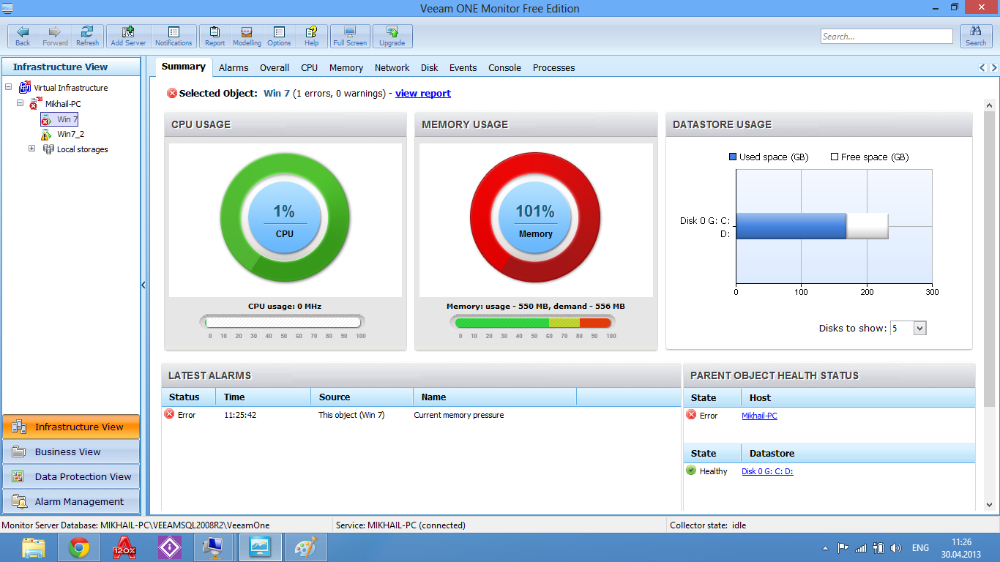 Veeam ONE Monitor Free Edition
Back Forward Refresh Add Server Notifications Report Modelling Options Help Full Screen Upgrade
Search...
Search
Infrastructure View
Virtual Infrastructure
Mikhail-PC
Win 7
Win7_2
Local storages
Infrastructure View
Business View
Data Protection View
Alarm Management
Summary Alarms Overall CPU Memory Network Disk Events Console Processes
Selected Object: Win 7 (1 errors, 0 warnings) - view report
CPU USAGE
1%
CPU
CPU usage: 0 MHz
0 10 20 30 40 50 60 70 80 90 100
MEMORY USAGE
101%
Memory
Memory: usage - 550 MB, demand - 556 MB
0 10 20 30 40 50 60 70 80 90 100
DATASTORE USAGE
Used space (GB) Free space (GB)
Disk 0 G: C:
D:
0 100 200 300
Disks to show: 5
LATEST ALARMS
Status Time Source Name
Error 11:25:42 This object (Win 7) Current memory pressure
PARENT OBJECT HEALTH STATUS
State Host
Error Mikhail-PC
State Datastore
Healthy Disk 0 G: C: D:
Monitor Server Database: MIKHAIL-PC\VEEAMSQL2008R2\VeeamOne
Service: MIKHAIL-PC (connected)
Collector state: idle
120%
ENG
11:26
30.04.2013